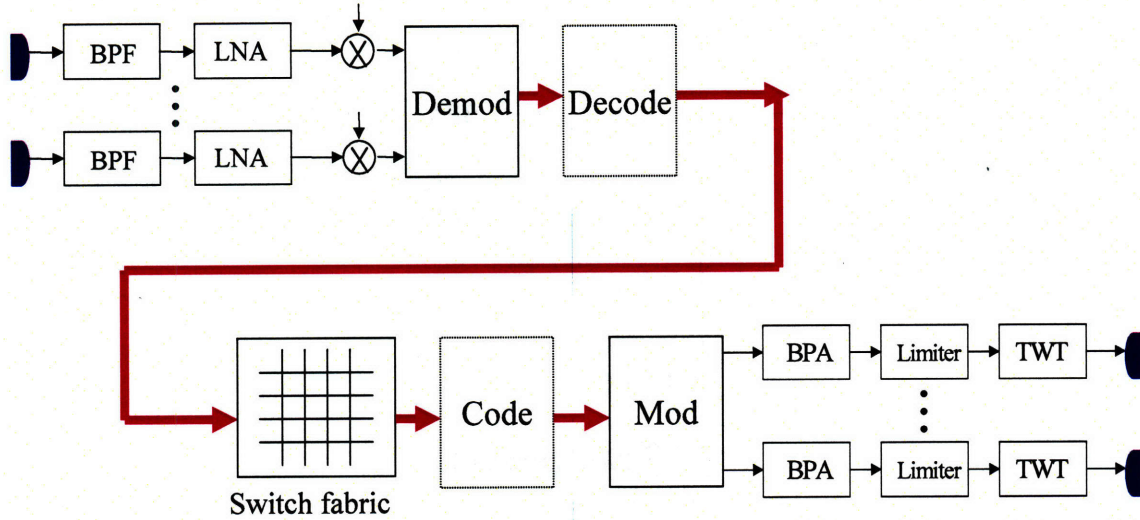 BPF
LNA
BPF
LNA
Demod
Decode
Switch fabric
Code
Mod
BPA
Limiter
TWT
BPA
Limiter
TWT